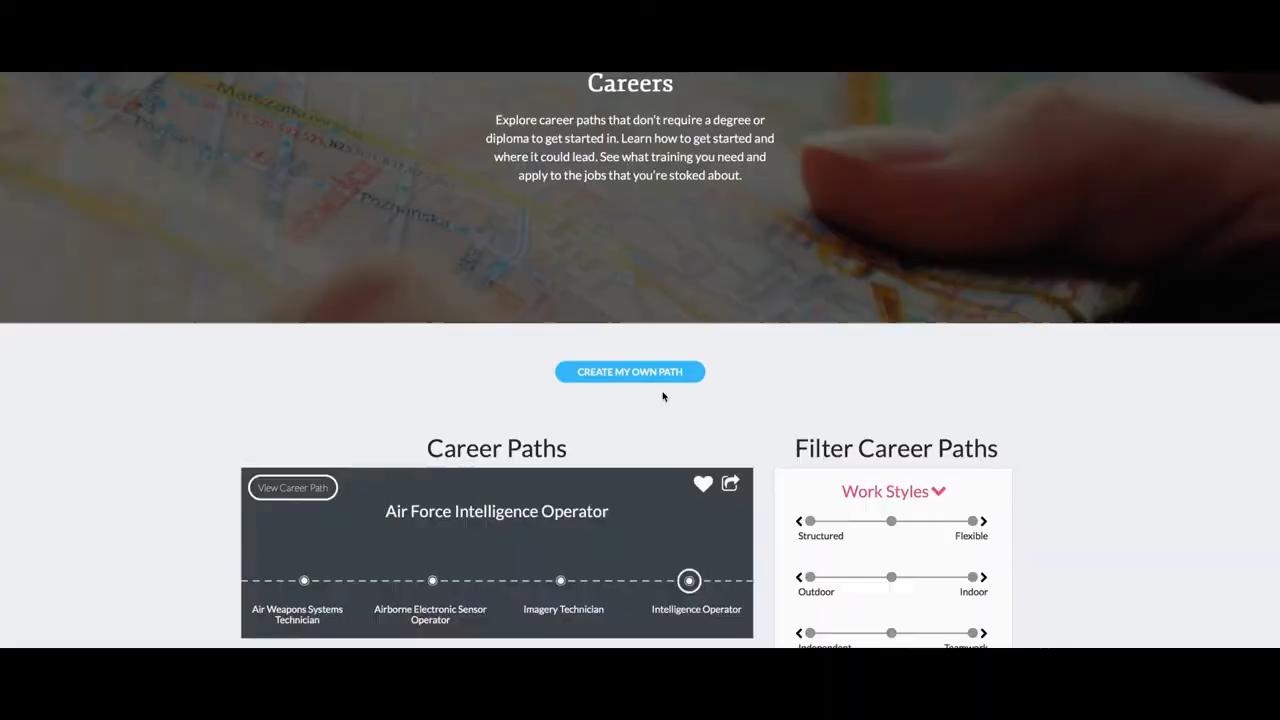 Careers
Explore career paths that don't require a degree or
diploma to get started in. Learn how to get started and
where it could lead. See what training you need and
apply to the jobs that you're stoked about.
CREATE MY OWN PATH
Career Paths
View Career Path
Air Force Intelligence Operator
Air Weapons Systems
Technician
Airborne Electronic Sensor
Operator
Imagery Technician
Intelligence Operator
Filter Career Paths
Work Styles
Structured
Flexible
Outdoor
Indoor
Independent
Teamwork